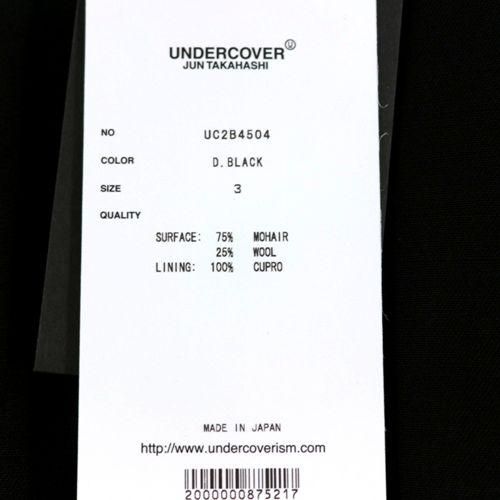 UNDERCOVER Ⓤ
JUN TAKAHASHI
NO UC2B4504
COLOR D.BLACK
SIZE 3
QUALITY
SURFACE: 75% MOHAIR
25% WOOL
LINING: 100% CUPRO
MADE IN JAPAN
http://www.undercoverism.com
2000000875217